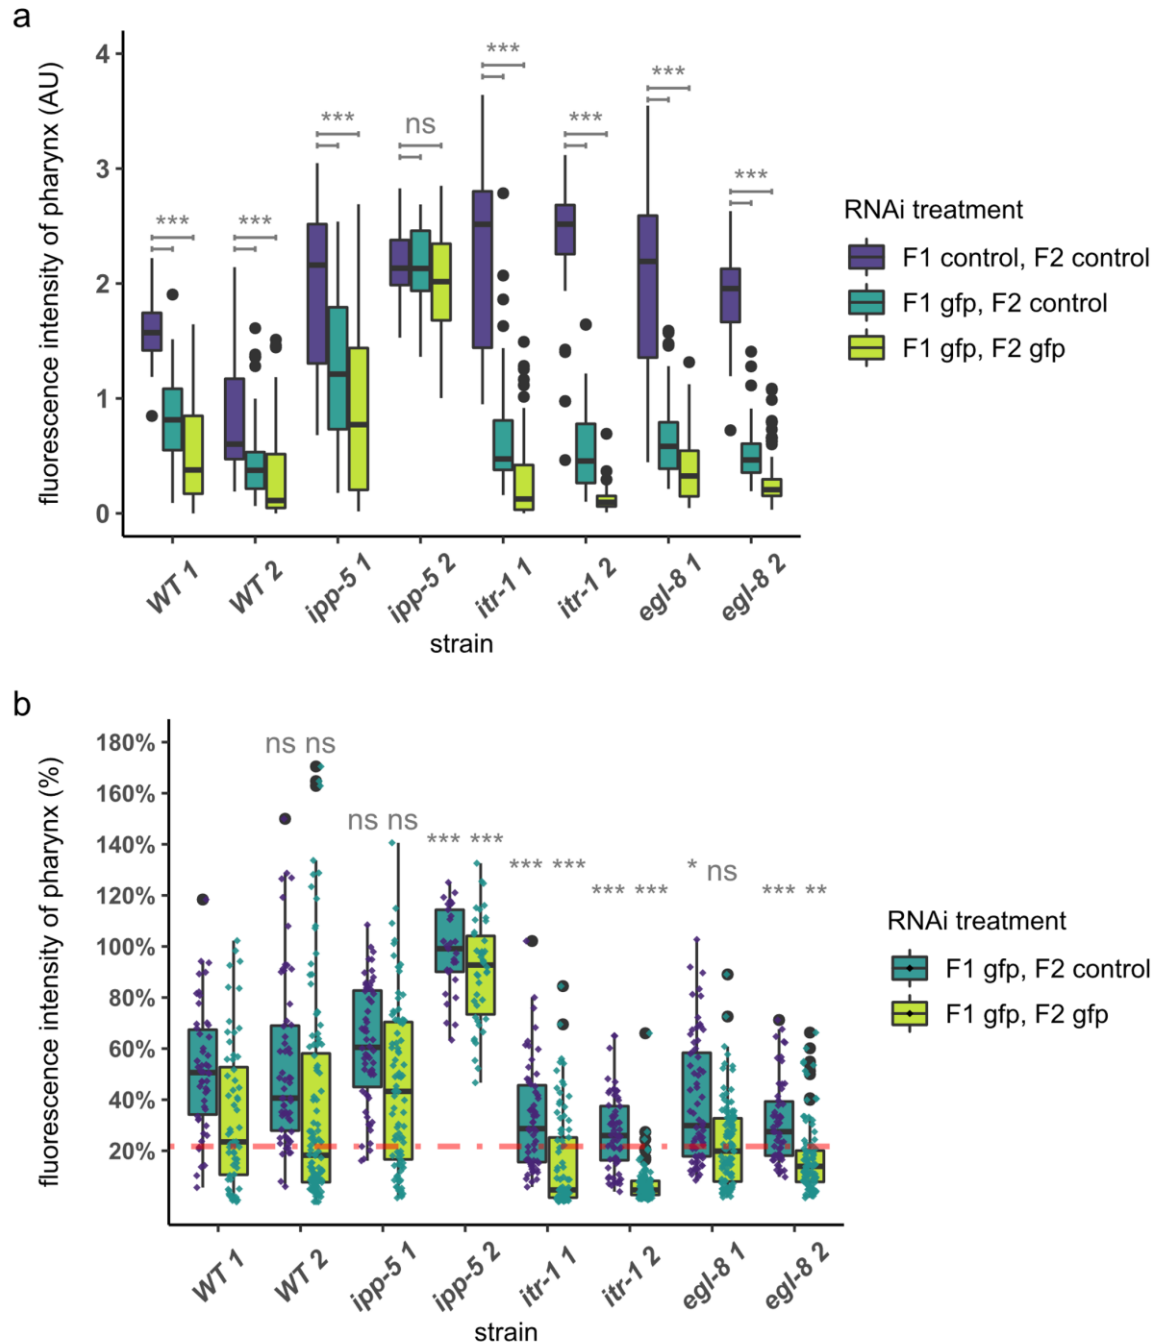 a
fluorescence intensity of pharynx (AU)
4
3
2
1
0
***
***
***
ns
***
***
***
***
WT 1
WT 2
ipp-5 1
ipp-5 2
itr-1 1
itr-1 2
egl-8 1
egl-8 2
strain
RNAi treatment
F1 control, F2 control
F1 gfp, F2 control
F1 gfp, F2 gfp
b
fluorescence intensity of pharynx (%)
180%
160%
140%
120%
100%
80%
60%
40%
20%
ns ns
ns ns
*** ***
*** ***
*** ***
* ns
*** **
WT 1
WT 2
ipp-5 1
ipp-5 2
itr-1 1
itr-1 2
egl-8 1
egl-8 2
strain
RNAi treatment
F1 gfp, F2 control
F1 gfp, F2 gfp